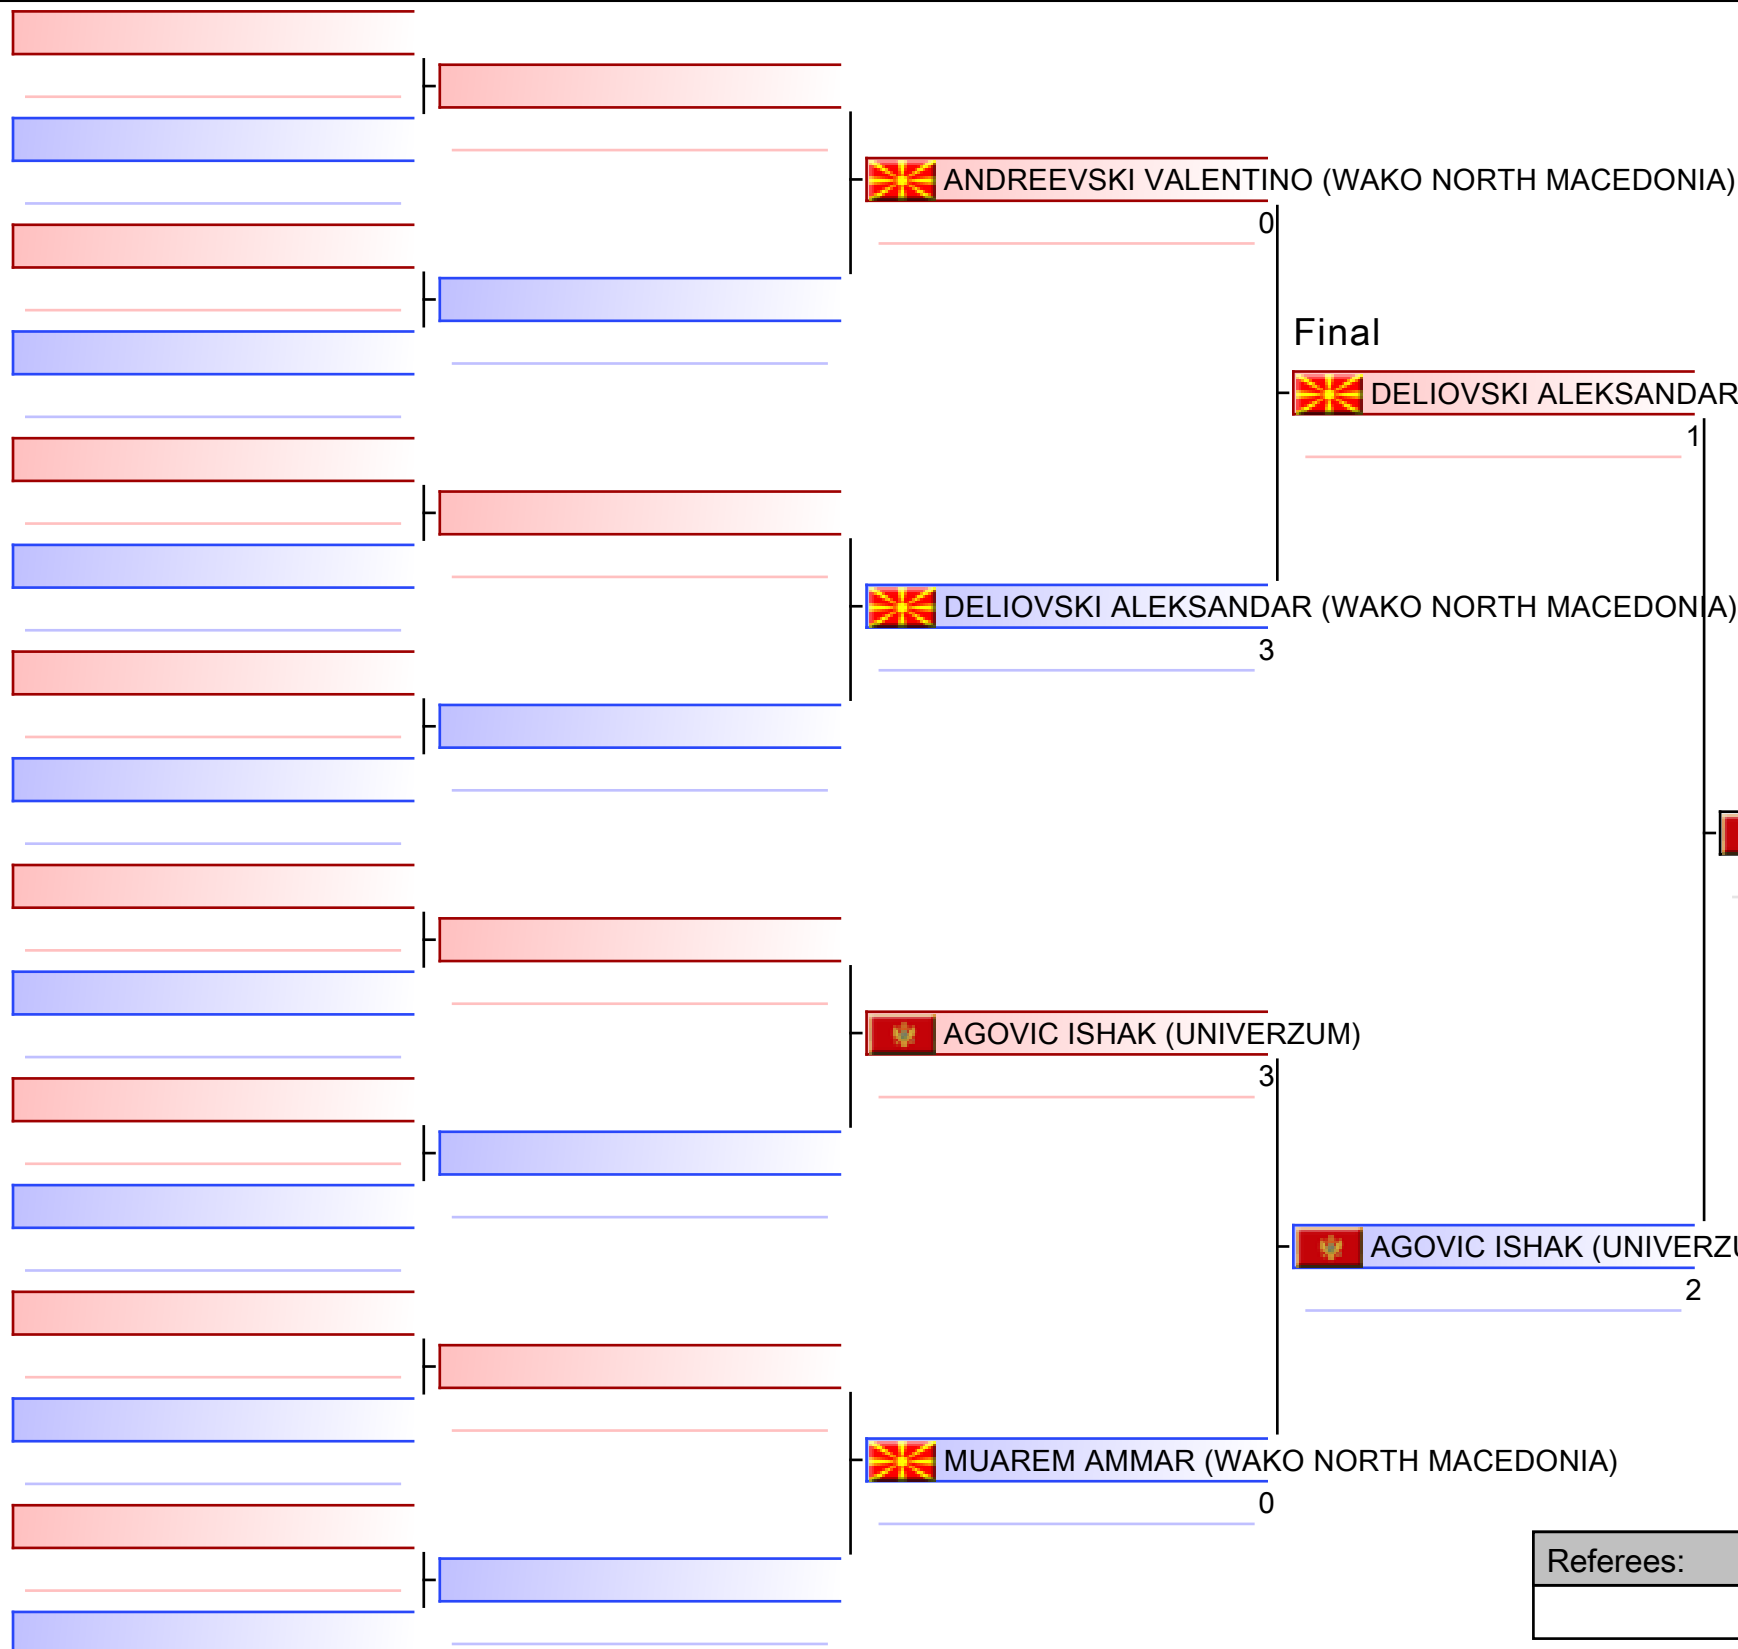 ANDREEVSKI VALENTINO (WAKO NORTH MACEDONIA)
0
Final
DELIOVSKI ALEKSANDAR
1
DELIOVSKI ALEKSANDAR (WAKO NORTH MACEDONIA)
3
AGOVIC ISHAK (UNIVERZUM)
3
AGOVIC ISHAK (UNIVERZU
2
MUAREM AMMAR (WAKO NORTH MACEDONIA)
0
Referees: